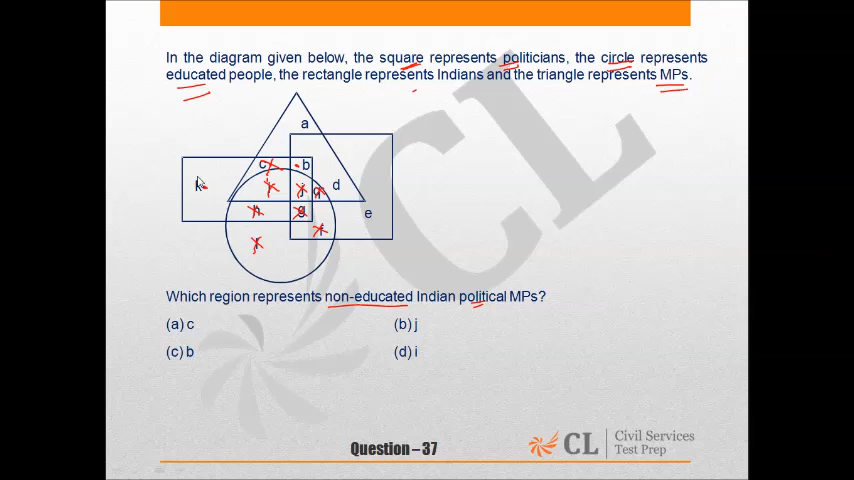 In the diagram given below, the square represents politicians, the circle represents
educated people, the rectangle represents Indians and the triangle represents MPs.
a
c b
k i j d
h g e
f
Which region represents non-educated Indian political MPs?
(a) c (b) j
(c) b (d) i
Question – 37
CL Civil Services
Test Prep
CL